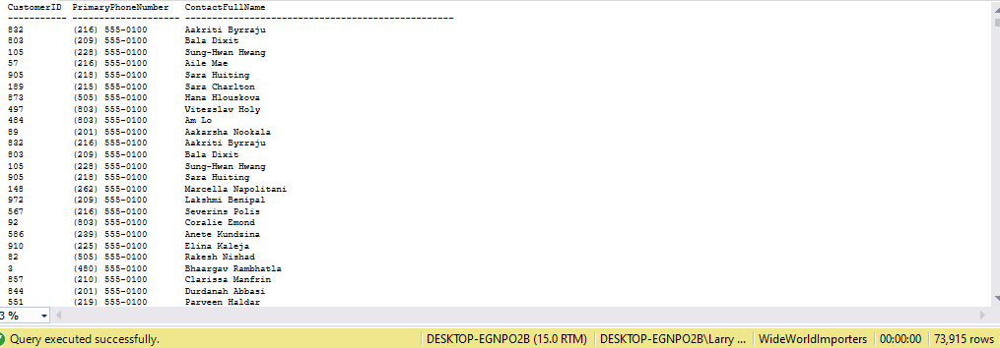 CustomerID PrimaryPhoneNumber ContactFullName
----------- -------------------- --------------------------------------------------
832 (216) 555-0100 Aakriti Byrraju
803 (209) 555-0100 Bala Dixit
105 (228) 555-0100 Sung-Hwan Hwang
57 (216) 555-0100 Aile Mae
905 (218) 555-0100 Sara Huiting
189 (215) 555-0100 Sara Charlton
873 (505) 555-0100 Hana Hlouskova
497 (803) 555-0100 Vitezslav Holy
484 (803) 555-0100 Am Lo
89 (201) 555-0100 Aakarsha Nookala
832 (216) 555-0100 Aakriti Byrraju
803 (209) 555-0100 Bala Dixit
105 (228) 555-0100 Sung-Hwan Hwang
905 (218) 555-0100 Sara Huiting
148 (262) 555-0100 Marcella Napolitani
972 (209) 555-0100 Lakshmi Benipal
567 (216) 555-0100 Severins Polis
92 (803) 555-0100 Coralie Emond
586 (239) 555-0100 Anete Kundzina
910 (225) 555-0100 Elina Kaleja
82 (505) 555-0100 Rakesh Nishad
3 (480) 555-0100 Bhaargav Rambhatla
857 (210) 555-0100 Clarissa Manfrin
844 (201) 555-0100 Durdanah Abbasi
551 (219) 555-0100 Parveen Haldar
3 %
Query executed successfully. DESKTOP-EGNPO2B (15.0 RTM) DESKTOP-EGNPO2B\Larry ... WideWorldImporters 00:00:00 73,915 rows